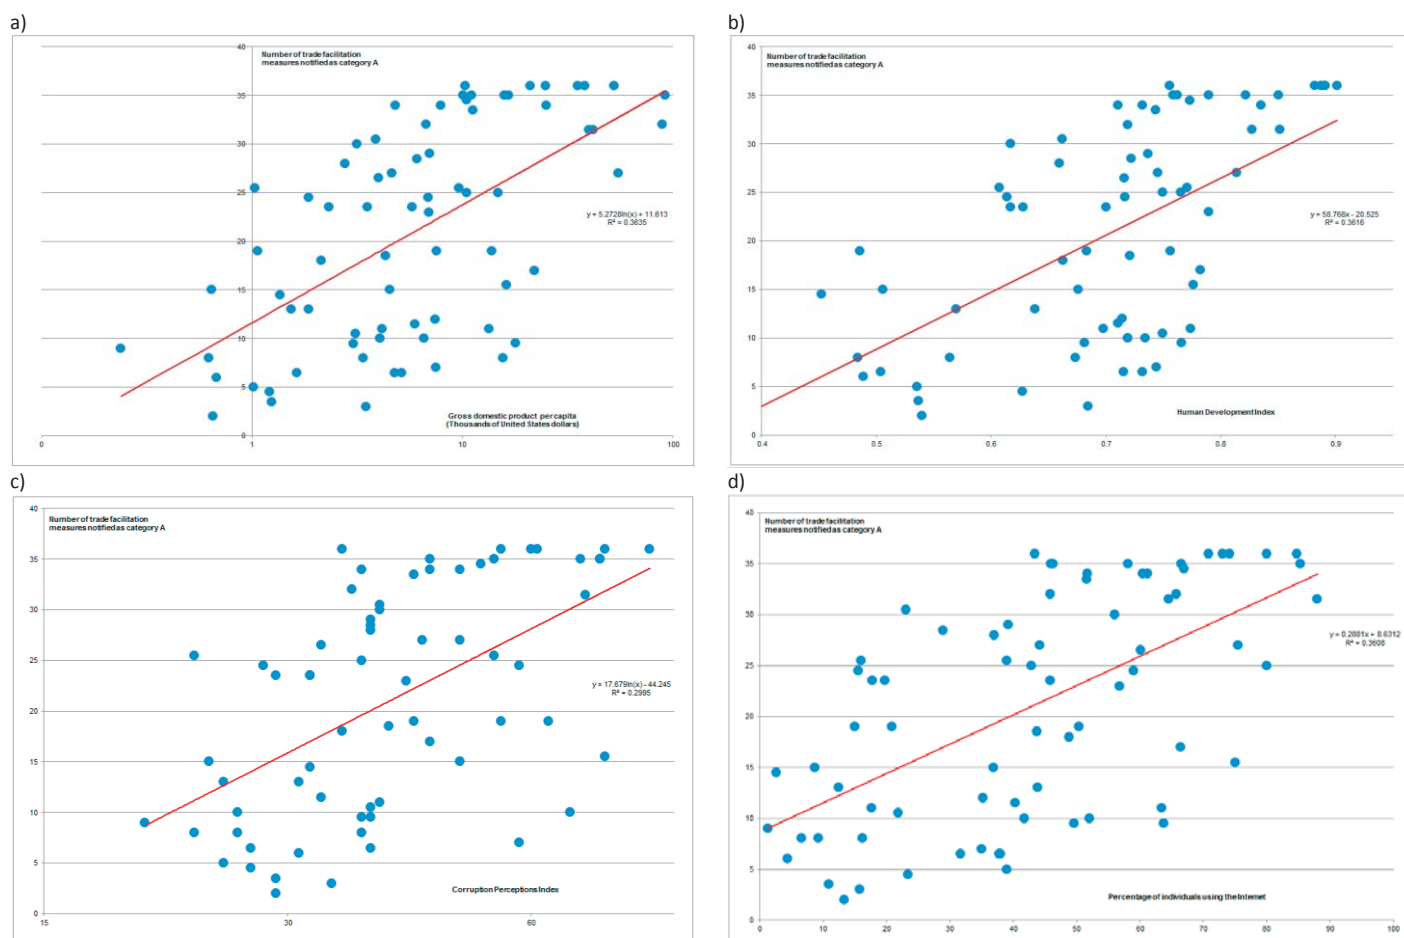 a)
Number of trade facilitation
measures notified as category A
40
35
30
25
20
15
10
5
0
y = 5.2728ln(x) + 11.613
R² = 0.3635
Gross domestic product per capita
(Thousands of United States dollars)
0 1 10 100
b)
Number of trade facilitation
measures notified as category A
40
35
30
25
20
15
10
5
0
y = 58.768x - 20.525
R² = 0.3616
Human Development Index
0.4 0.5 0.6 0.7 0.8 0.9
c)
Number of trade facilitation
measures notified as category A
40
35
30
25
20
15
10
5
0
y = 17.679ln(x) - 44.245
R² = 0.2995
Corruption Perceptions Index
15 30 60
d)
Number of trade facilitation
measures notified as category A
40
35
30
25
20
15
10
5
0
y = 0.2881x + 8.6312
R² = 0.3608
Percentage of individuals using the Internet
0 10 20 30 40 50 60 70 80 90 100